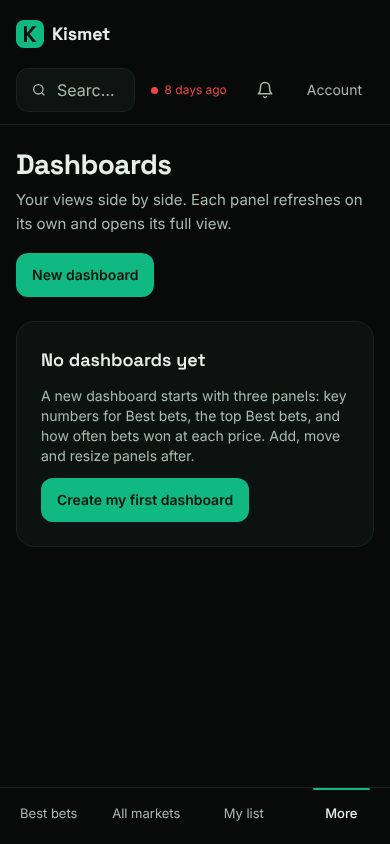 Kismet
Searc...
8 days ago
Account
Dashboards
Your views side by side. Each panel refreshes on
its own and opens its full view.
New dashboard
No dashboards yet
A new dashboard starts with three panels: key
numbers for Best bets, the top Best bets, and
how often bets won at each price. Add, move
and resize panels after.
Create my first dashboard
Best bets
All markets
My list
More